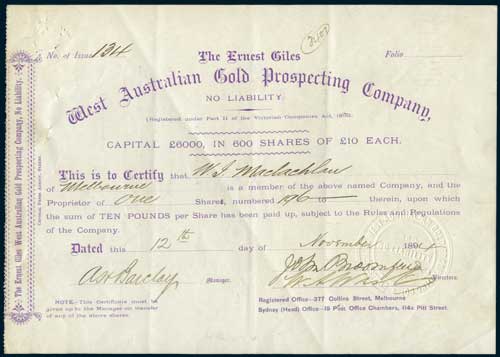 No. of Issue 134
The Ernest Giles
Folio
West Australian Gold Prospecting Company,
NO LIABILITY.
(Registered under Part II of the Victorian Companies Act,
CAPITAL £6000, IN 600 SHARES OF £10 EACH.
This is to Certify that W. J. Maclachlan
of Melbourne is a member of the above named Company, and the
Proprietor of One Share, numbered 196 to — therein, upon which
the sum of TEN POUNDS per Share has been paid up, subject to the Rules and Regulations
of the Company.
Dated this 12th day of November 1894
A W Barclay Manager.
NOTE—This Certificate must be
given up to the Manager on transfer
of any of the above shares.
Registered Office—377 Collins Street, Melbourne
Sydney (Head) Office—15 Post Office Chambers, 114a Pitt Street.
The Ernest Giles West Australian Gold Prospecting Company, No Liability.